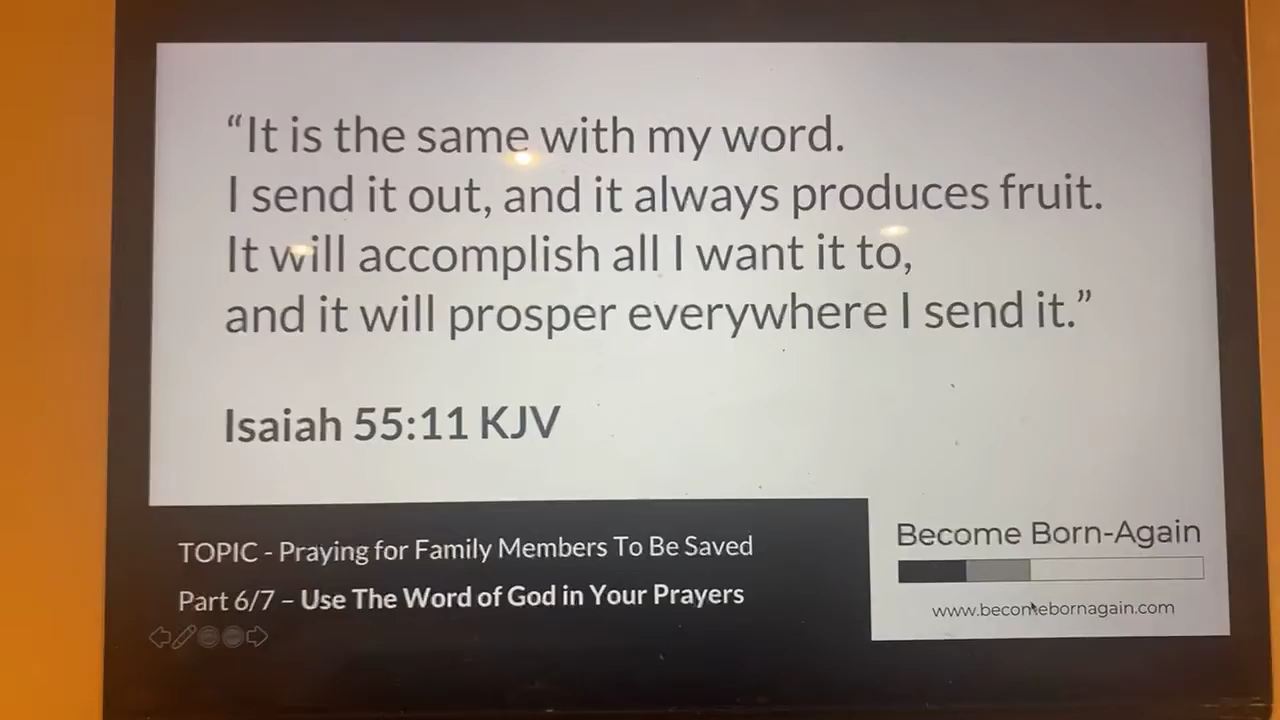 “It is the same with my word.
I send it out, and it always produces fruit.
It will accomplish all I want it to,
and it will prosper everywhere I send it.”
Isaiah 55:11 KJV
TOPIC - Praying for Family Members To Be Saved
Part 6/7 – Use The Word of God in Your Prayers
Become Born-Again
www.becomebornagain.com